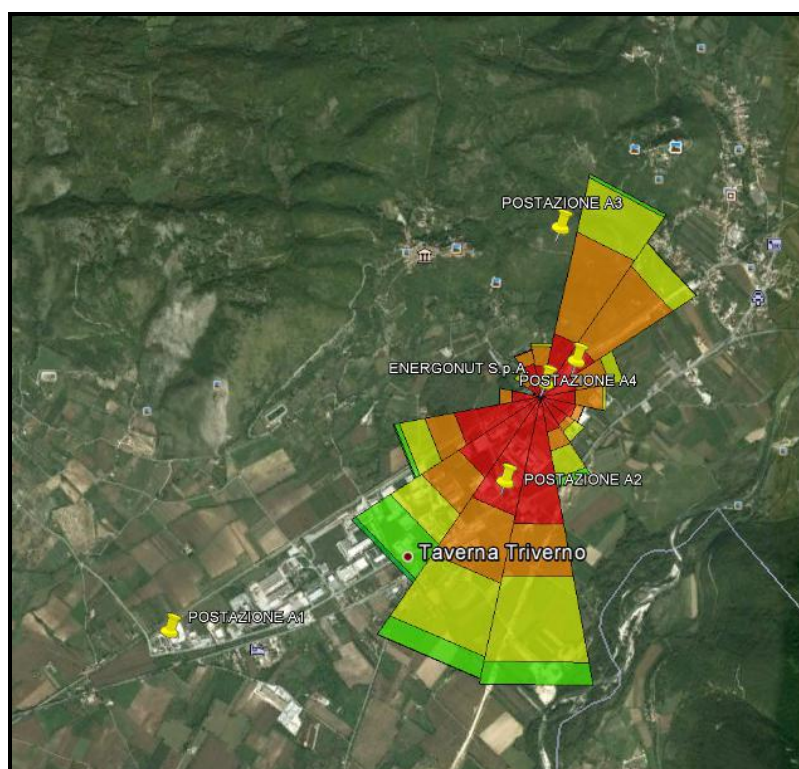 POSTAZIONE A3
ENERGONUT S.p.A.
POSTAZIONE A4
POSTAZIONE A2
Taverna Triverno
POSTAZIONE A1